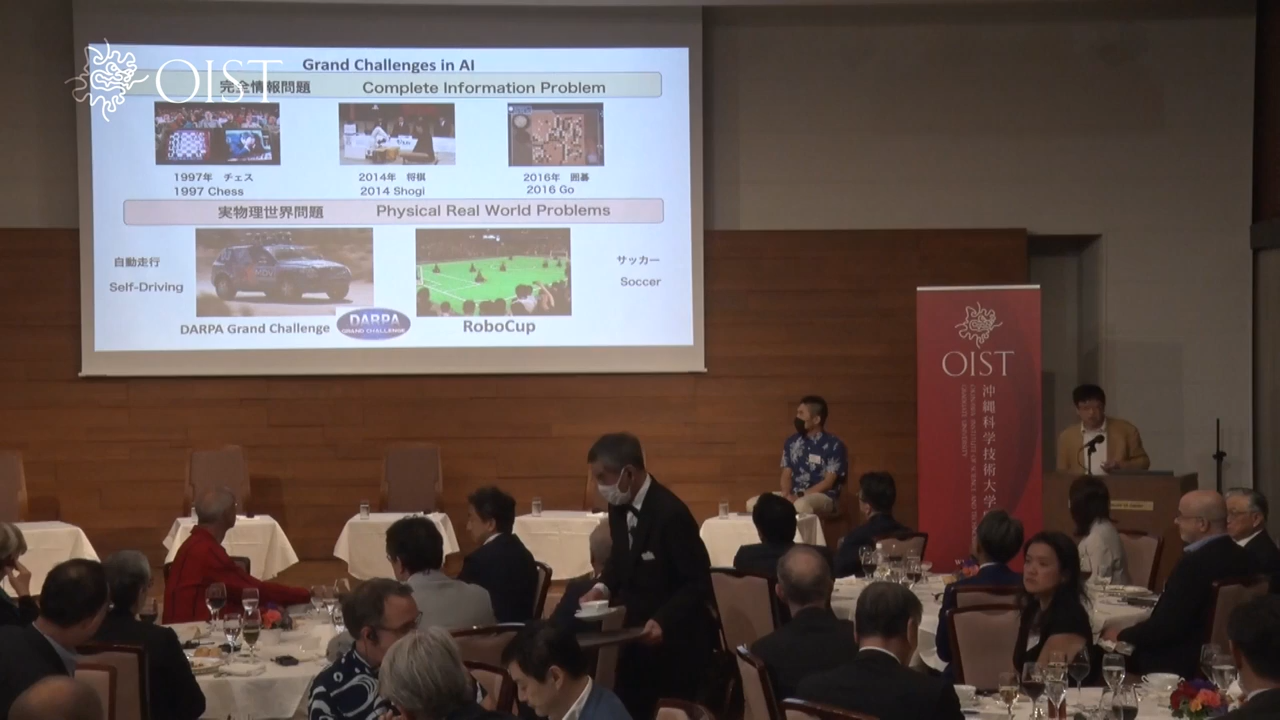 Grand Challenges in AI
OIST
完全情報問題 Complete Information Problem
1997年 チェス
1997 Chess
2014年 将棋
2014 Shogi
2016年 囲碁
2016 Go
実物理世界問題 Physical Real World Problems
自動走行
Self-Driving
サッカー
Soccer
DARPA Grand Challenge
DARPA
GRAND CHALLENGE
RoboCup
OIST
沖縄科学技術大学